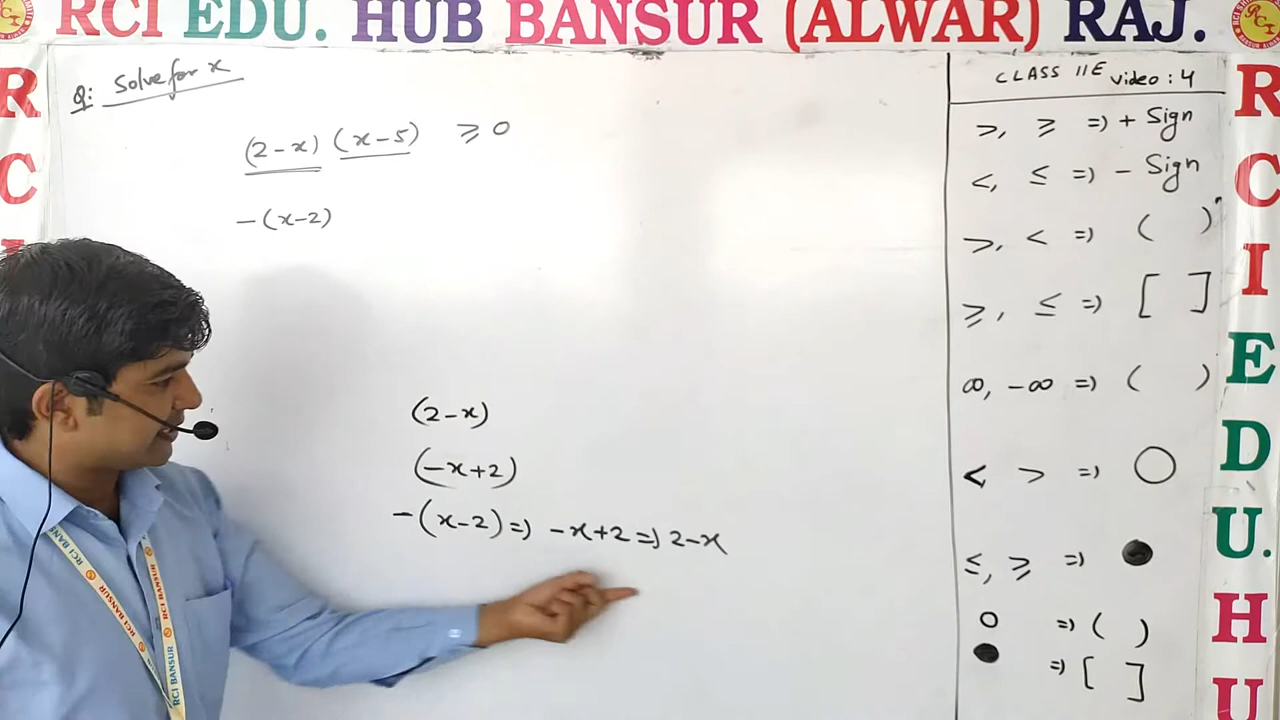 RCI EDU. HUB BANSUR (ALWAR) RAJ.
Q: Solve for x
(2-x) (x-5) ≥ 0
-(x-2)
(2-x)
(-x+2)
-(x-2) => -x+2 => 2-x
CLASS 11E video: 4
>, ≥ => + Sign
<, ≤ => - Sign
>, < => ( )
≥, ≤ => [ ]
∞, -∞ => ( )
< > => ○
≤, ≥ => ●
○ => ( )
● => [ ]
R
C
I
R
C
I
E
D
U.
H
U
RCI BANSUR
RCI BANSUR